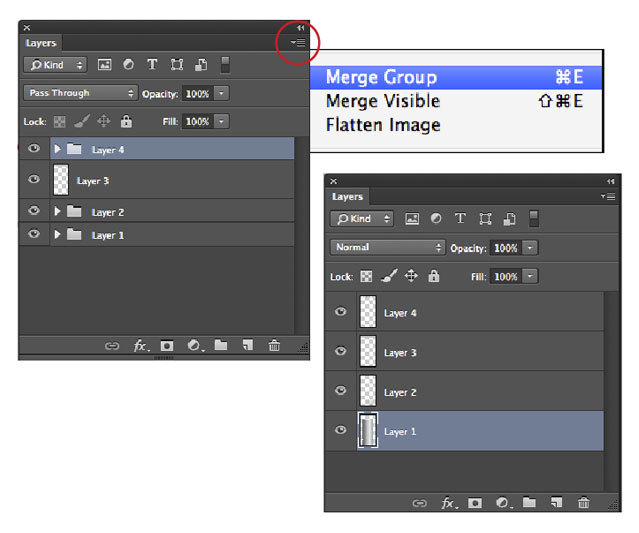 Layers
Kind
Pass Through Opacity: 100%
Lock: Fill: 100%
Layer 4
Layer 3
Layer 2
Layer 1
fx.
Merge Group ⌘E
Merge Visible ⇧⌘E
Flatten Image
Layers
Kind T
Normal Opacity: 100%
Lock: Fill: 100%
Layer 4
Layer 3
Layer 2
Layer 1
fx.